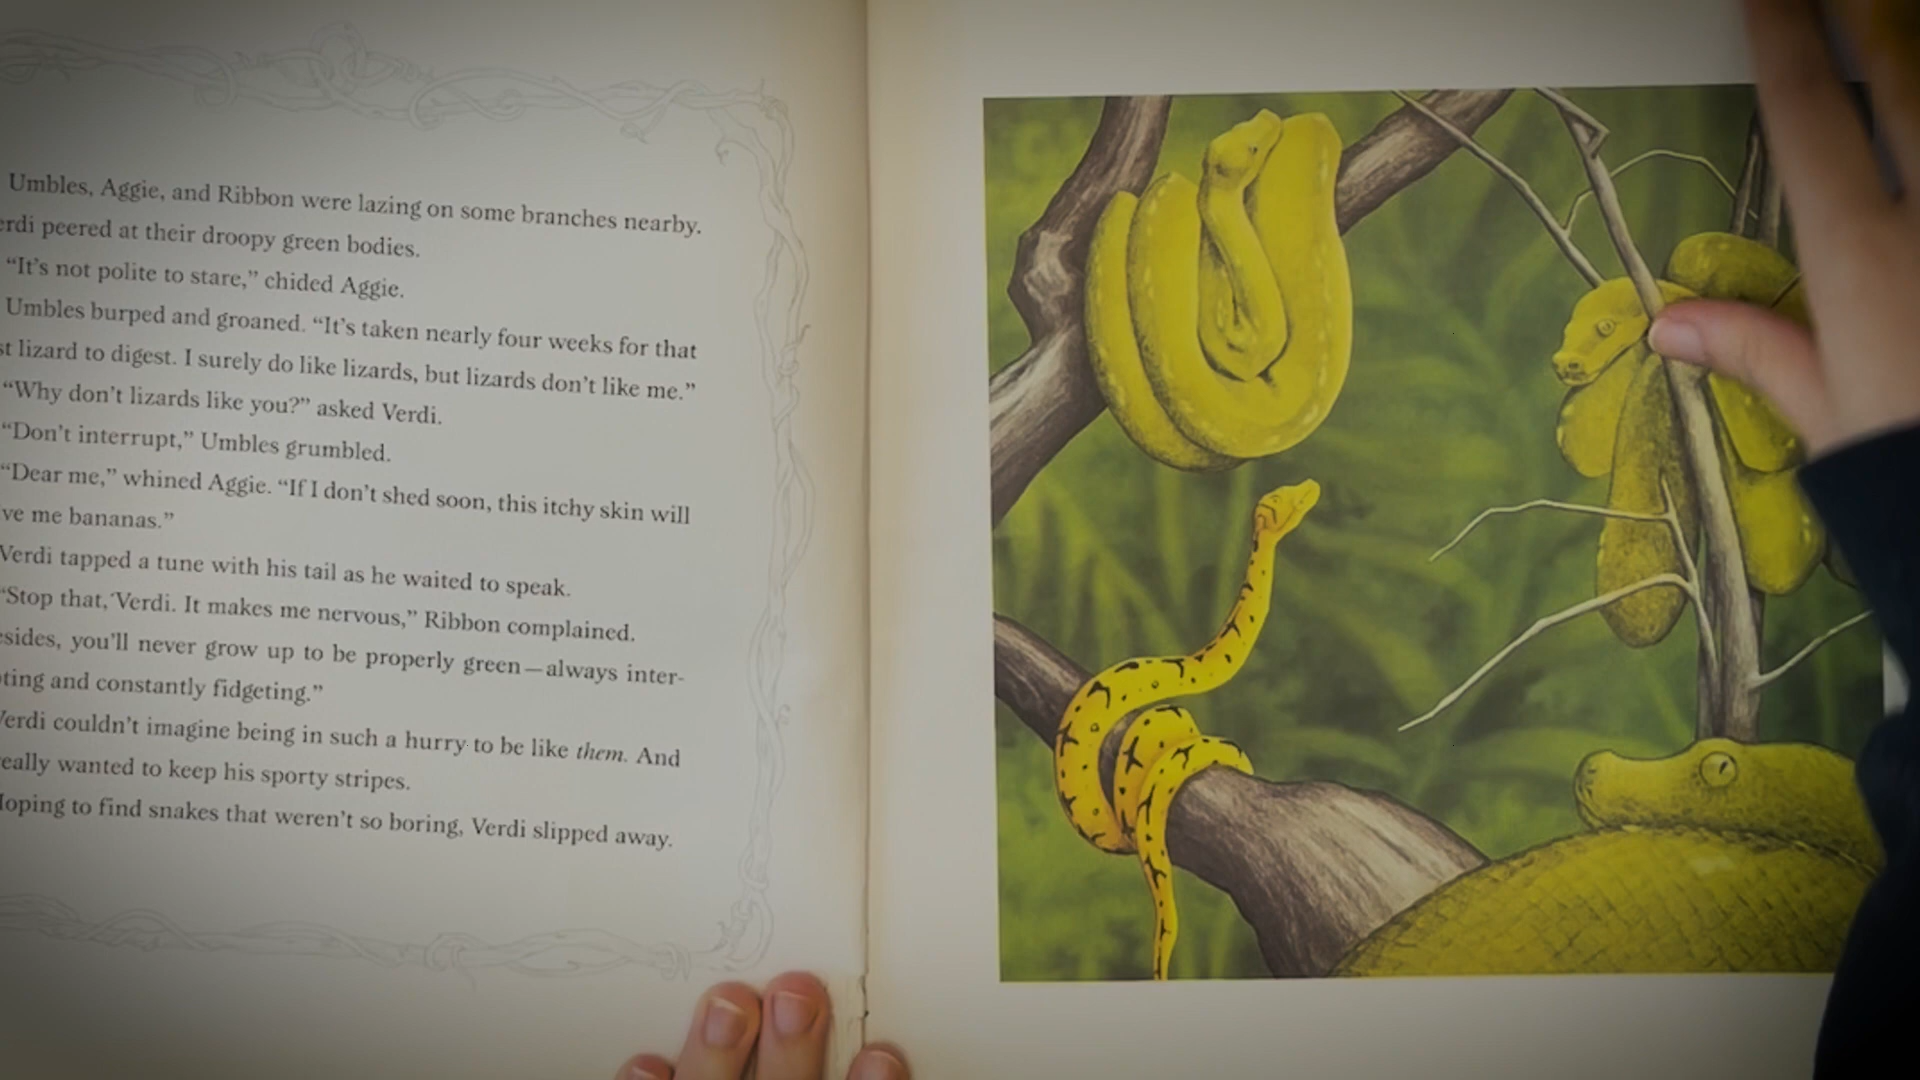 Umbles, Aggie, and Ribbon were lazing on some branches nearby.
erdi peered at their droopy green bodies.
“It’s not polite to stare,” chided Aggie.
Umbles burped and groaned. “It’s taken nearly four weeks for that
st lizard to digest. I surely do like lizards, but lizards don’t like me.”
“Why don’t lizards like you?” asked Verdi.
“Don’t interrupt,” Umbles grumbled.
“Dear me,” whined Aggie. “If I don’t shed soon, this itchy skin will
ve me bananas.”
Verdi tapped a tune with his tail as he waited to speak.
“Stop that, Verdi. It makes me nervous,” Ribbon complained.
esides, you’ll never grow up to be properly green—always inter-
ting and constantly fidgeting.”
Verdi couldn’t imagine being in such a hurry to be like them. And
eally wanted to keep his sporty stripes.
Hoping to find snakes that weren’t so boring, Verdi slipped away.